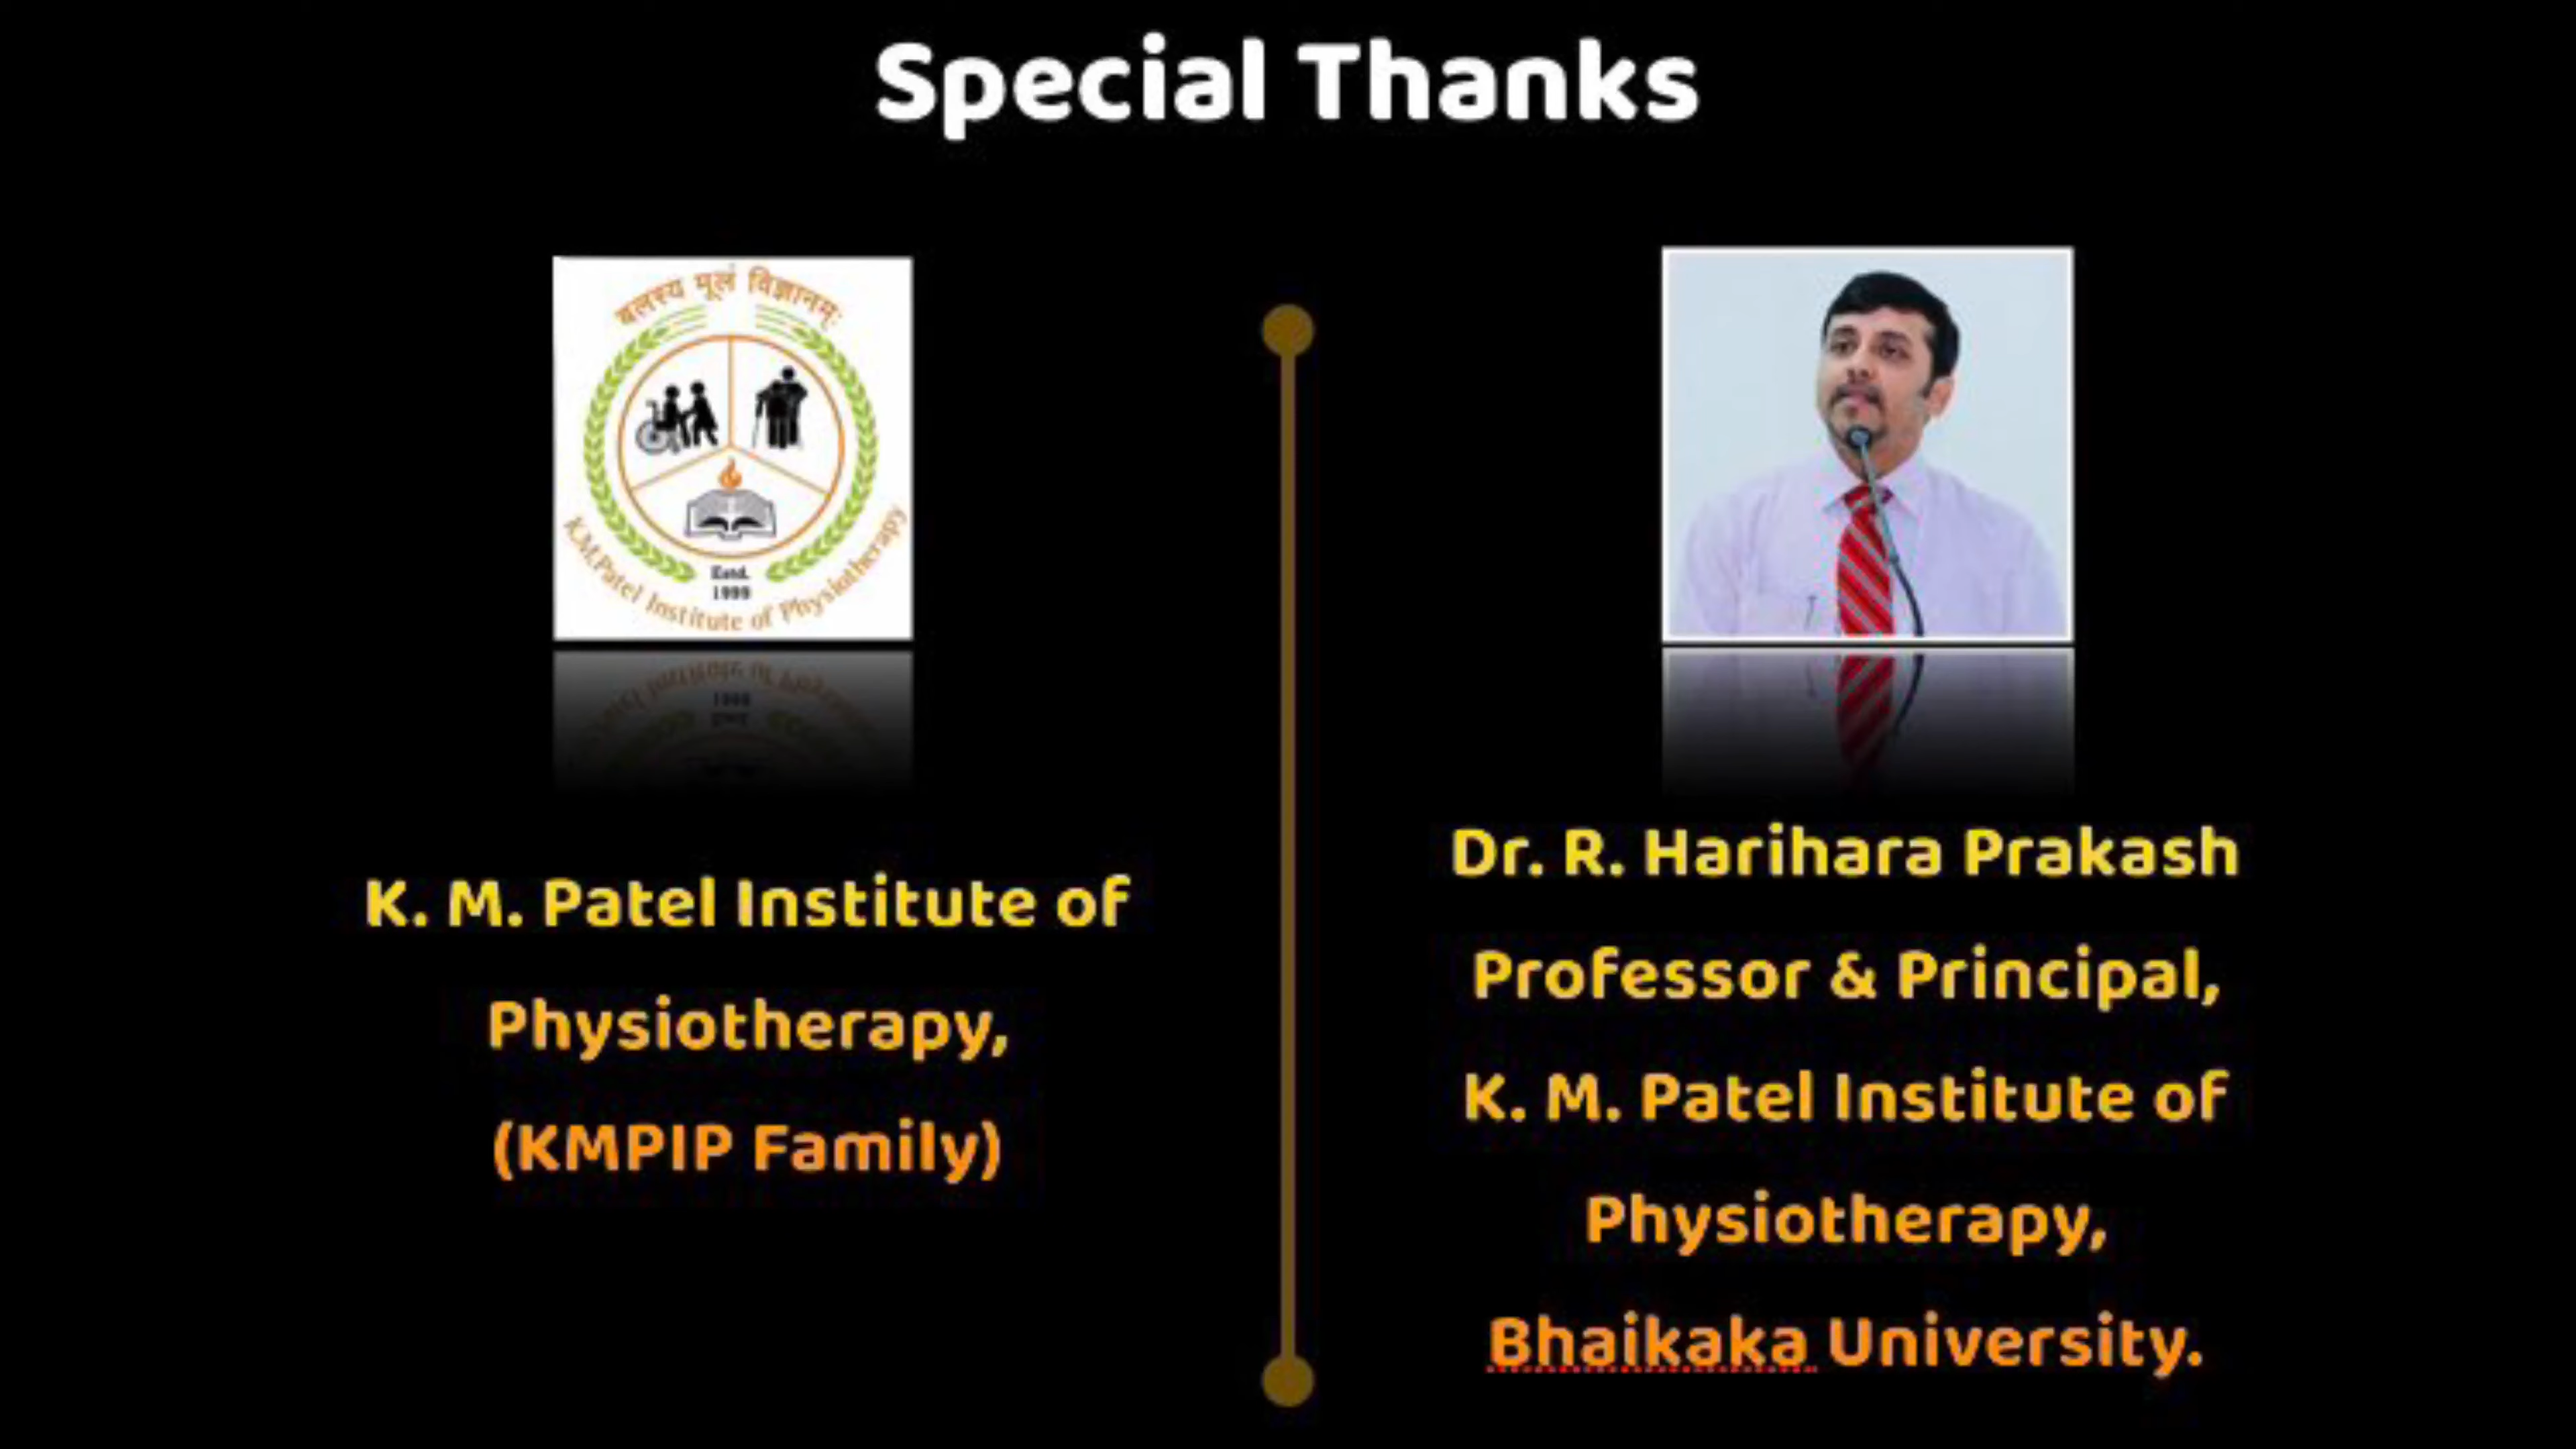 Special Thanks
बलस्य मूलं विज्ञानम्:
Estd.
1999
K.M.Patel Institute of Physiotherapy
K. M. Patel Institute of
Physiotherapy,
(KMPIP Family)
Dr. R. Harihara Prakash
Professor & Principal,
K. M. Patel Institute of
Physiotherapy,
Bhaikaka University.